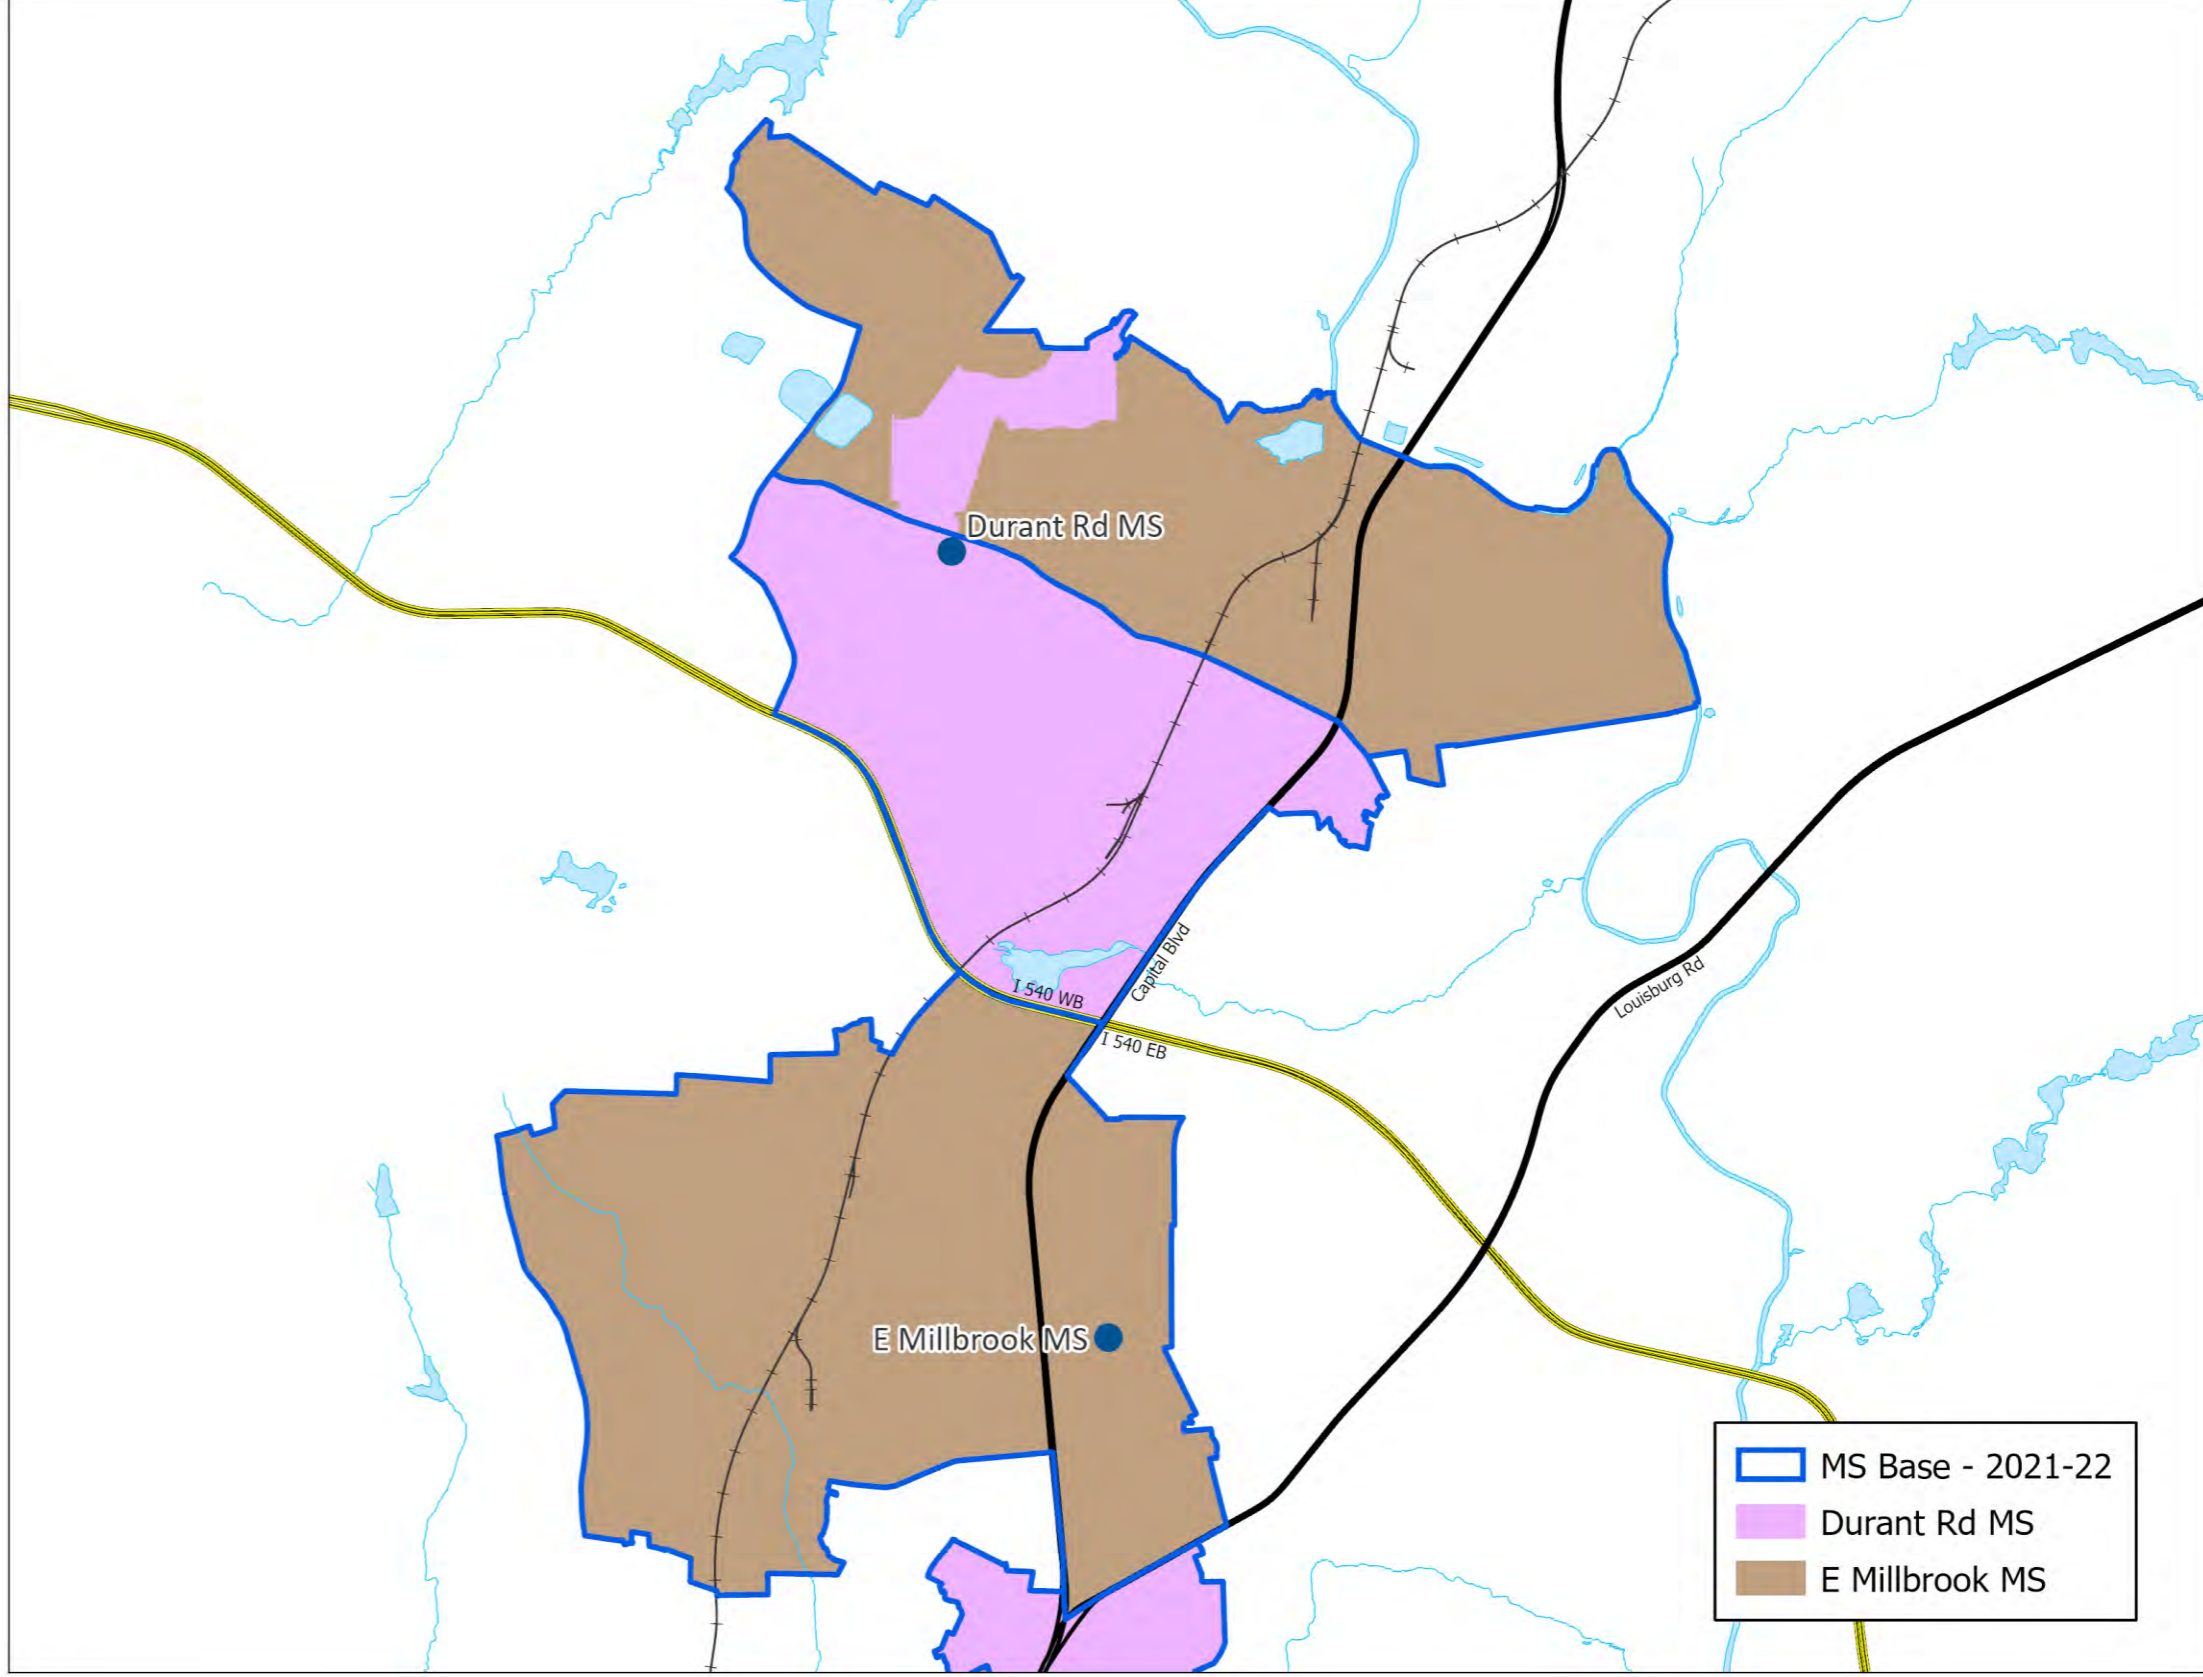 Durant Rd MS
Capital Blvd
I 540 WB
Louisburg Rd
I 540 EB
E Millbrook MS
MS Base - 2021-22
Durant Rd MS
E Millbrook MS